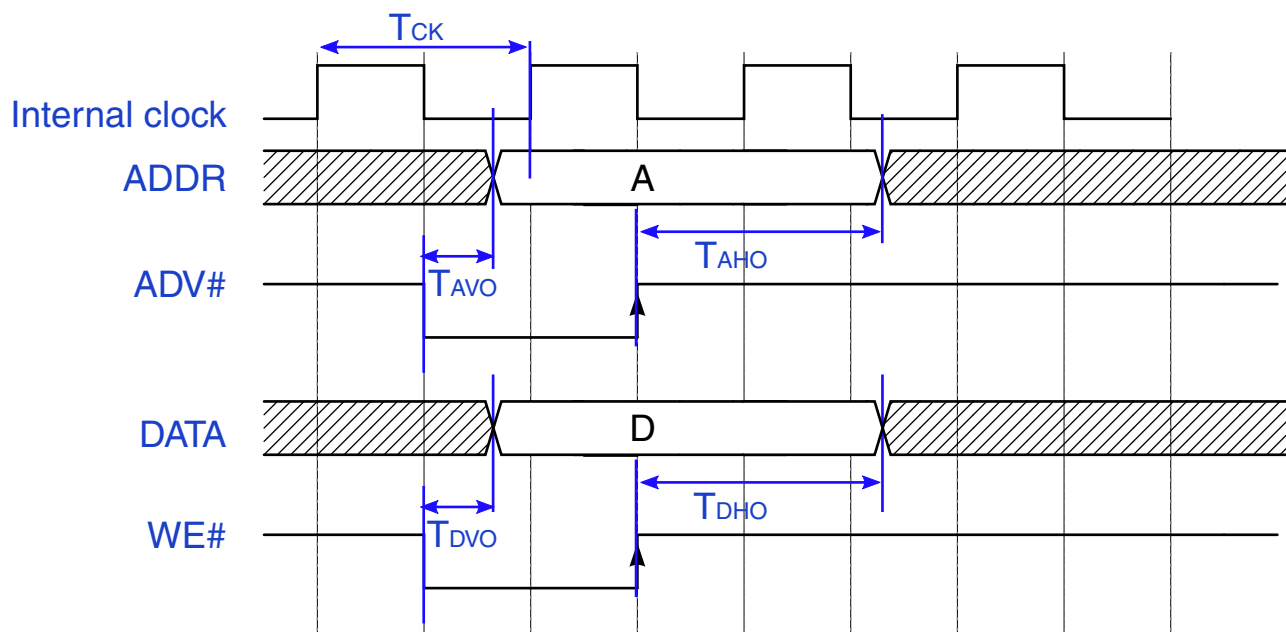 TCK
Internal clock
ADDR
A
TAHO
TAVO
ADV#
DATA
D
TDHO
TDVO
WE#